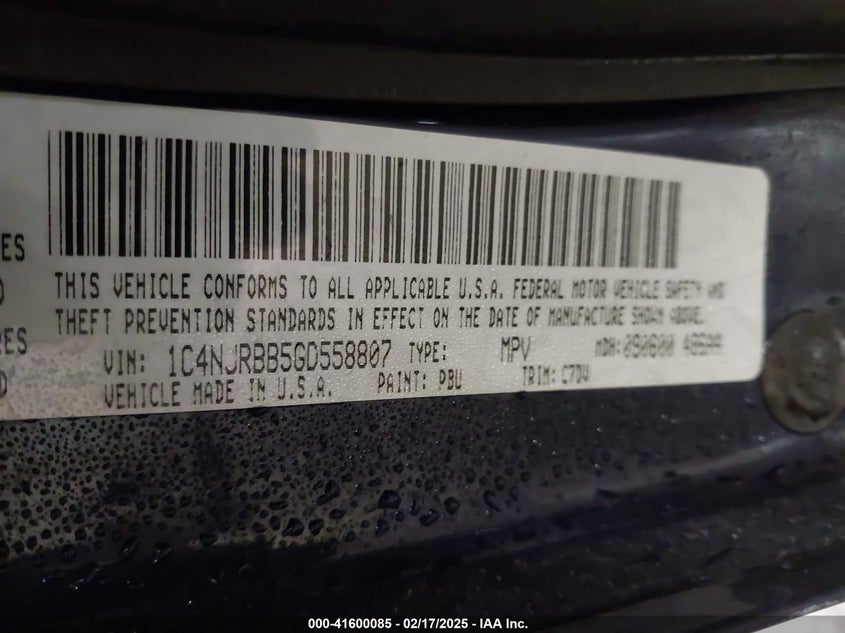 ES
THIS VEHICLE CONFORMS TO ALL APPLICABLE U.S.A. FEDERAL MOTOR VEHICLE SAFETY AND
THEFT PREVENTION STANDARDS IN EFFECT ON THE DATE OF MANUFACTURE SHOWN ABOVE.
RES
VIN: 1C4NJRBB5GD558807 TYPE: MPV MDH:
D
VEHICLE MADE IN U.S.A. PAINT: PBU TRIM: C7DV
000-41600085 - 02/17/2025 - IAA Inc.